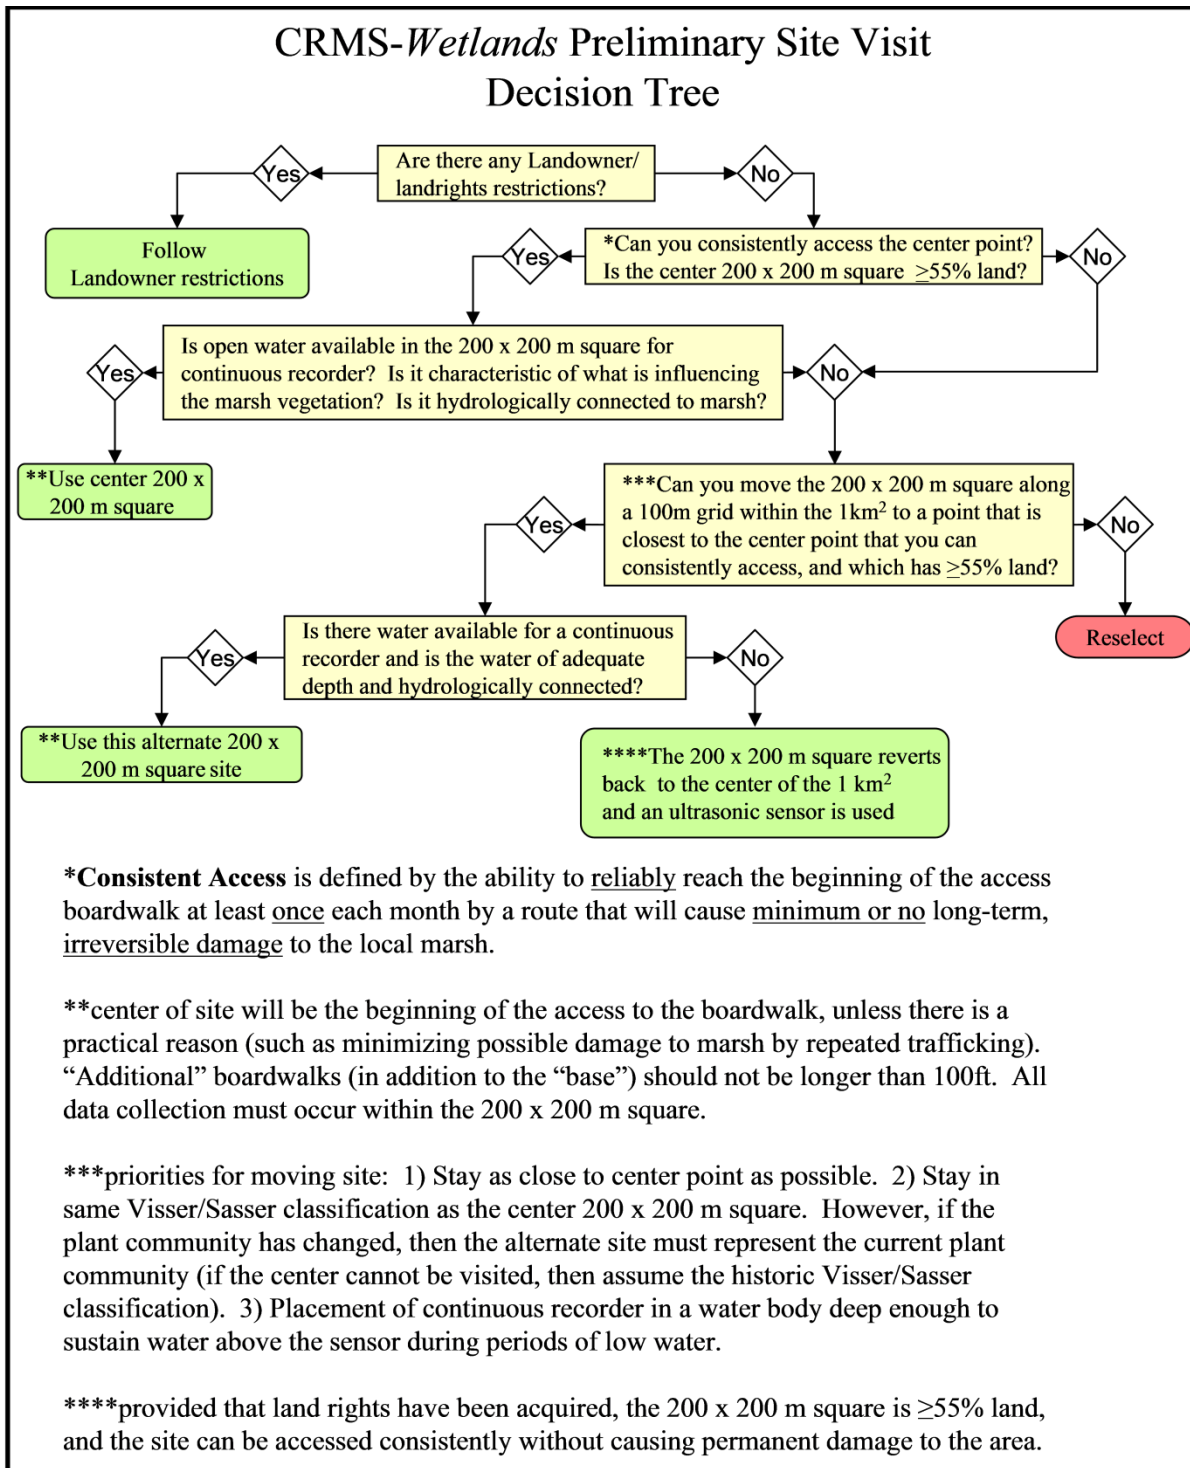 CRMS-Wetlands Preliminary Site Visit
Decision Tree
Yes
Are there any Landowner/
landrights restrictions?
No
Follow
Landowner restrictions
Yes
*Can you consistently access the center point?
Is the center 200 x 200 m square ≥55% land?
No
Yes
Is open water available in the 200 x 200 m square for
continuous recorder? Is it characteristic of what is influencing
the marsh vegetation? Is it hydrologically connected to marsh?
No
**Use center 200 x
200 m square
Yes
***Can you move the 200 x 200 m square along
a 100m grid within the 1km² to a point that is
closest to the center point that you can
consistently access, and which has ≥55% land?
No
Yes
Is there water available for a continuous
recorder and is the water of adequate
depth and hydrologically connected?
No
Reselect
**Use this alternate 200 x
200 m square site
****The 200 x 200 m square reverts
back to the center of the 1 km²
and an ultrasonic sensor is used
*Consistent Access is defined by the ability to reliably reach the beginning of the access
boardwalk at least once each month by a route that will cause minimum or no long-term,
irreversible damage to the local marsh.
**center of site will be the beginning of the access to the boardwalk, unless there is a
practical reason (such as minimizing possible damage to marsh by repeated trafficking).
“Additional” boardwalks (in addition to the “base”) should not be longer than 100ft. All
data collection must occur within the 200 x 200 m square.
***priorities for moving site: 1) Stay as close to center point as possible. 2) Stay in
same Visser/Sasser classification as the center 200 x 200 m square. However, if the
plant community has changed, then the alternate site must represent the current plant
community (if the center cannot be visited, then assume the historic Visser/Sasser
classification). 3) Placement of continuous recorder in a water body deep enough to
sustain water above the sensor during periods of low water.
****provided that land rights have been acquired, the 200 x 200 m square is ≥55% land,
and the site can be accessed consistently without causing permanent damage to the area.